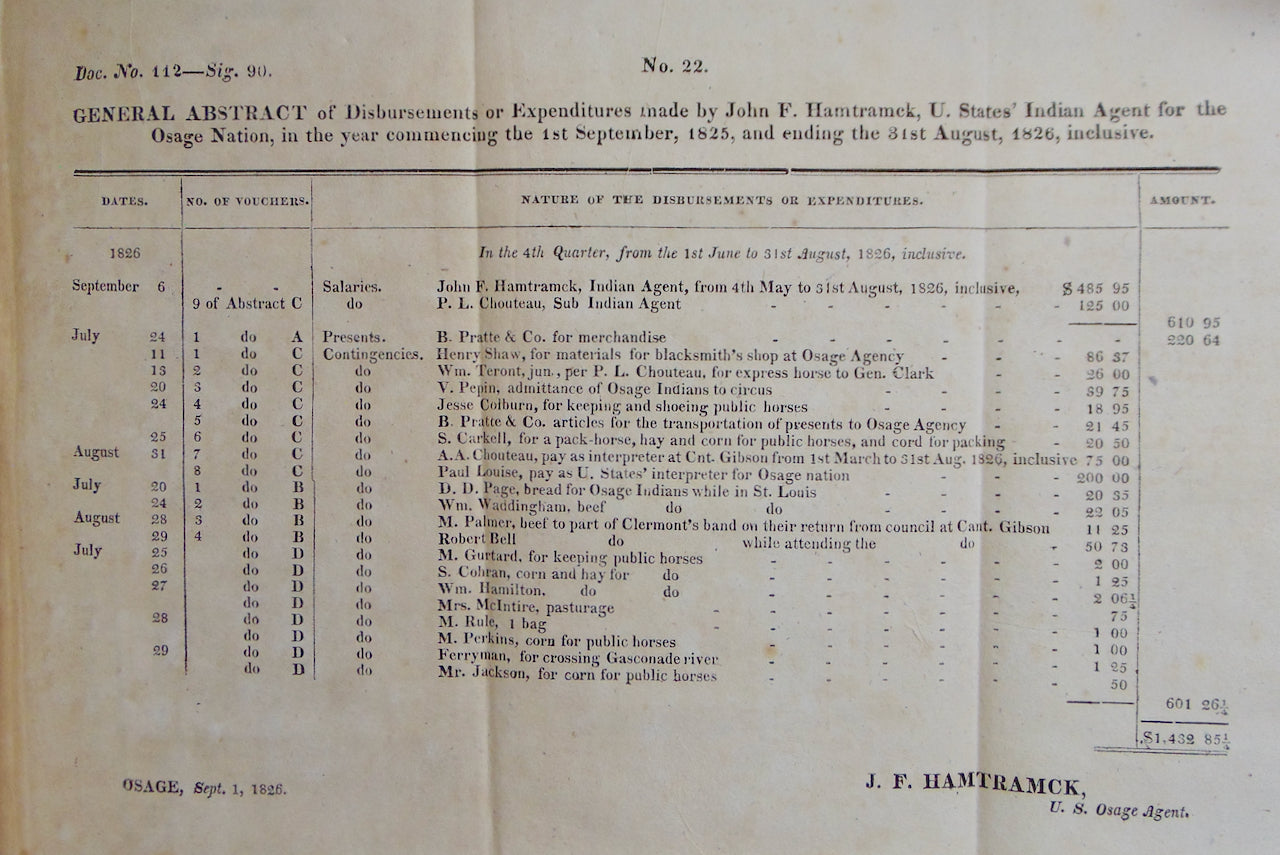 Doc. No. 112—Sig. 90.
No. 22.
GENERAL ABSTRACT of Disbursements or Expenditures made by John F. Hamtramck, U. States' Indian Agent for the
Osage Nation, in the year commencing the 1st September, 1825, and ending the 31st August, 1826, inclusive.
DATES. NO. OF VOUCHERS. NATURE OF THE DISBURSEMENTS OR EXPENDITURES. AMOUNT.
1826 In the 4th Quarter, from the 1st June to 31st August, 1826, inclusive.
September 6 - - Salaries. John F. Hamtramck, Indian Agent, from 4th May to 31st August, 1826, inclusive, $ 485 95
9 of Abstract C do P. L. Chouteau, Sub Indian Agent - - - - - - 125 00
610 95
July 24 1 do A Presents. B. Pratte & Co. for merchandise - - - - - - 220 64
11 1 do C Contingencies. Henry Shaw, for materials for blacksmith's shop at Osage Agency - - - 86 37
13 2 do C do Wm. Teront, jun., per P. L. Chouteau, for express horse to Gen. Clark - - 26 00
20 3 do C do V. Pepin, admittance of Osage Indians to circus - - - - 39 75
24 4 do C do Jesse Colburn, for keeping and shoeing public horses - - - - 18 95
5 do C do B. Pratte & Co. articles for the transportation of presents to Osage Agency - - 21 45
25 6 do C do S. Carkell, for a pack-horse, hay and corn for public horses, and cord for packing - - 20 50
August 31 7 do C do A. A. Chouteau, pay as interpreter at Cnt. Gibson from 1st March to 31st Aug. 1826, inclusive 75 00
8 do C do Paul Louise, pay as U. States' interpreter for Osage nation - - - 200 00
July 20 1 do B do D. D. Page, bread for Osage Indians while in St. Louis - - - - 20 35
24 2 do B do Wm. Waddingham, beef do do - - - - 22 05
August 28 3 do B do M. Palmer, beef to part of Clermont's band on their return from council at Cant. Gibson 11 25
29 4 do B do Robert Bell do while attending the do - 50 73
July 25 do D do M. Gurtard, for keeping public horses - - - - - - 2 00
26 do D do S. Cohran, corn and hay for do - - - - - - 1 25
27 do D do Wm. Hamilton, do do - - - - - - 2 06¼
do D do Mrs. McIntire, pasturage - - - - - - - 75
28 do D do M. Rule, 1 bag - - - - - - - 1 00
do D do M. Perkins, corn for public horses - - - - - - 1 00
29 do D do Ferryman, for crossing Gasconade river - - - - - - 1 25
do D do Mr. Jackson, for corn for public horses - - - - - - 50
601 26¼
$1,432 85¼
OSAGE, Sept. 1, 1826.
J. F. HAMTRAMCK,
U. S. Osage Agent.